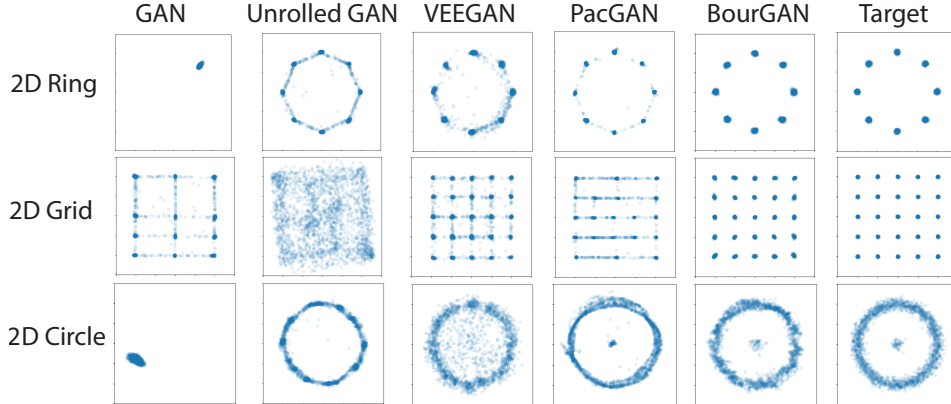 GAN Unrolled GAN VEEGAN PacGAN BourGAN Target
2D Ring
2D Grid
2D Circle